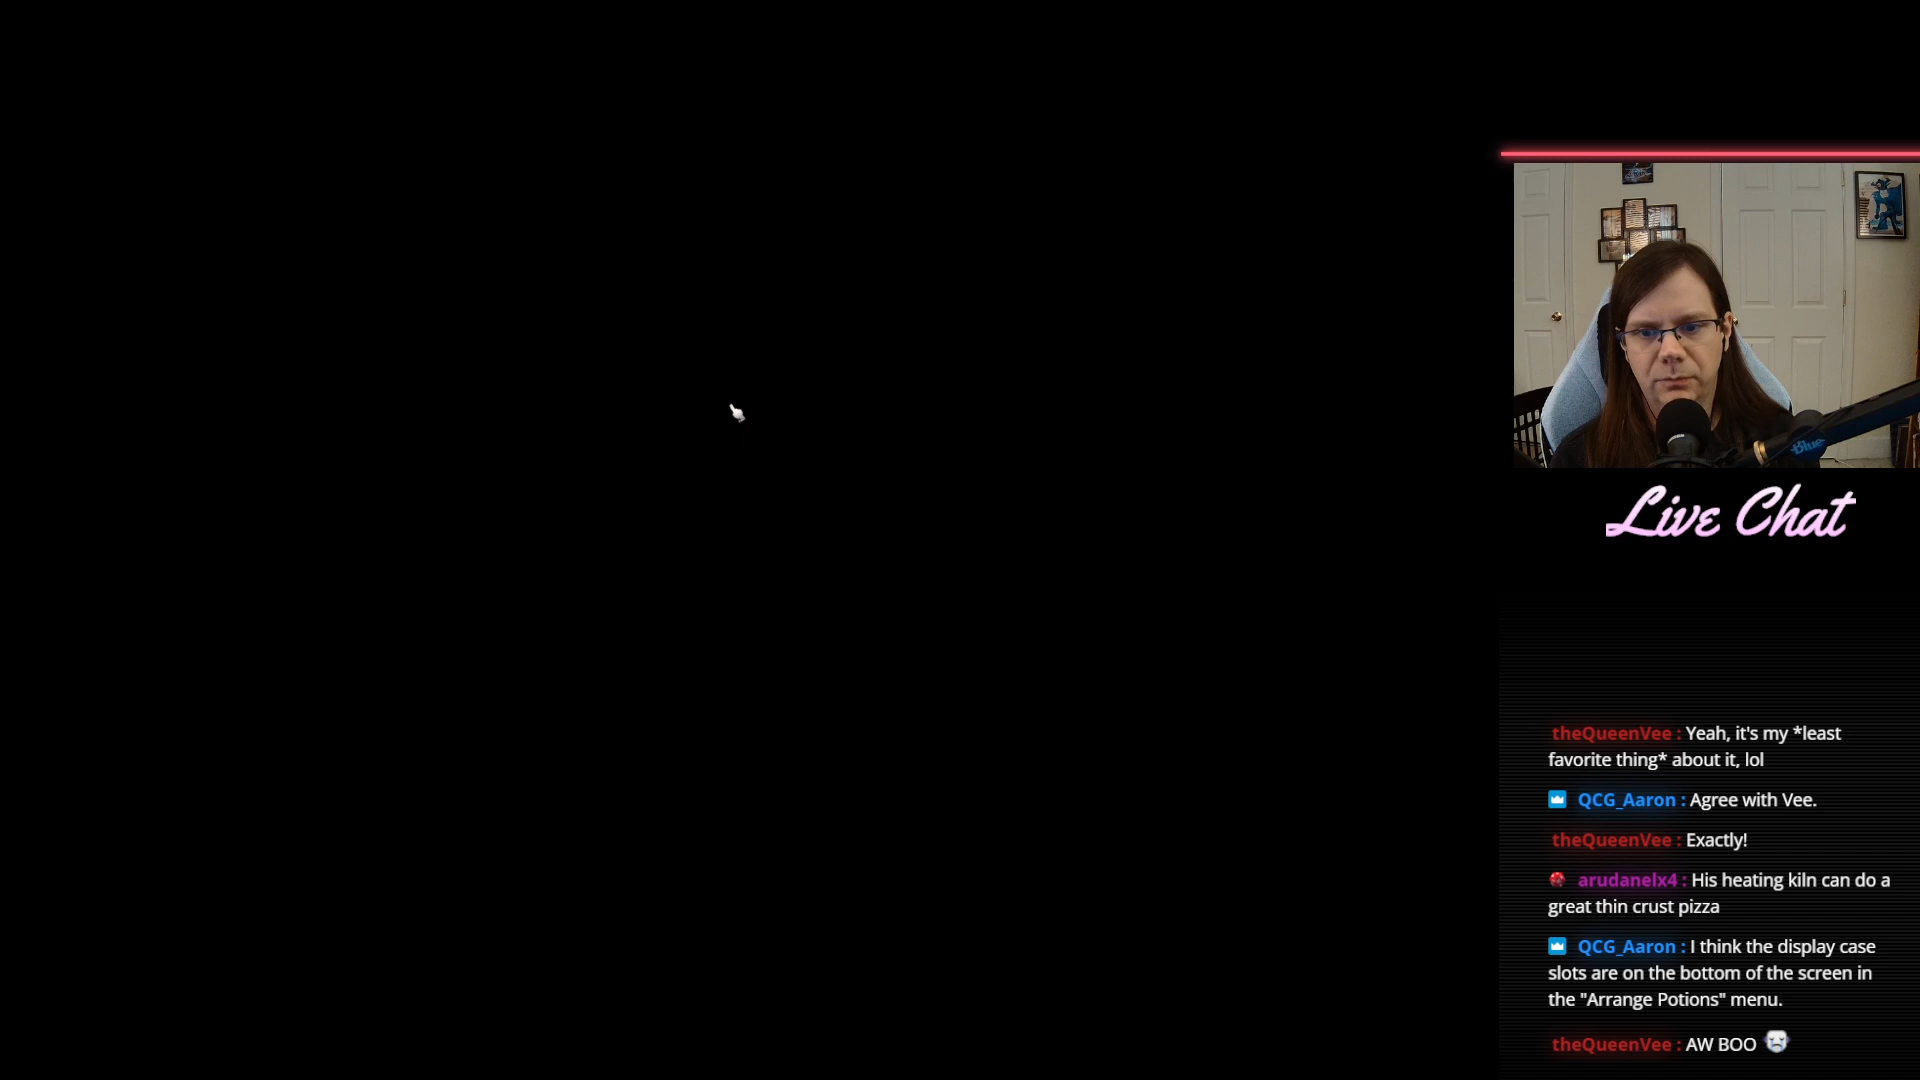 blue
Live Chat
theQueenVee : Yeah, it's my *least
favorite thing* about it, lol
QCG_Aaron : Agree with Vee.
theQueenVee : Exactly!
arudanelx4 : His heating kiln can do a
great thin crust pizza
QCG_Aaron : I think the display case
slots are on the bottom of the screen in
the "Arrange Potions" menu.
theQueenVee : AW BOO